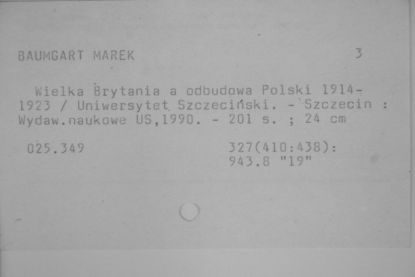 BAUMGART MAREK 3
Wielka Brytania a odbudowa Polski 1914-
1923 / Uniwersytet Szczeciński. - Szczecin :
Wydaw.naukowe US,1990. - 201 s. ; 24 cm
025.349 327(410:438):
943.8 "19"